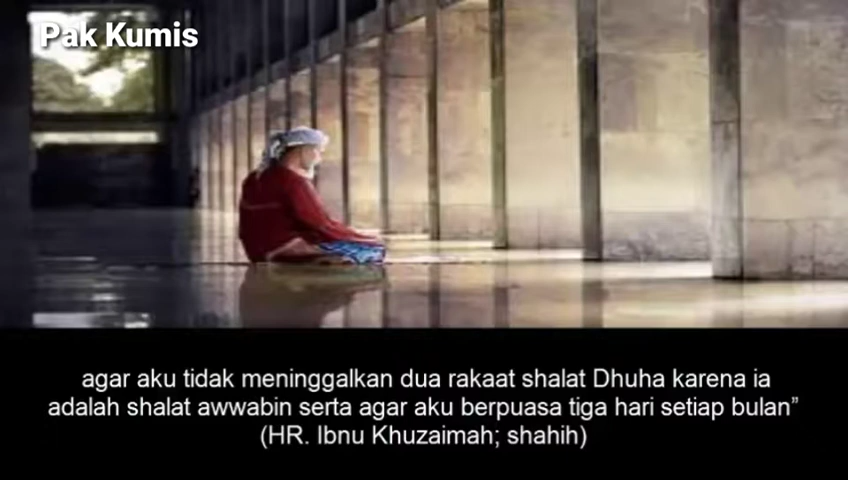 Pak Kumis
agar aku tidak meninggalkan dua rakaat shalat Dhuha karena ia
adalah shalat awwabin serta agar aku berpuasa tiga hari setiap bulan”
(HR. Ibnu Khuzaimah; shahih)